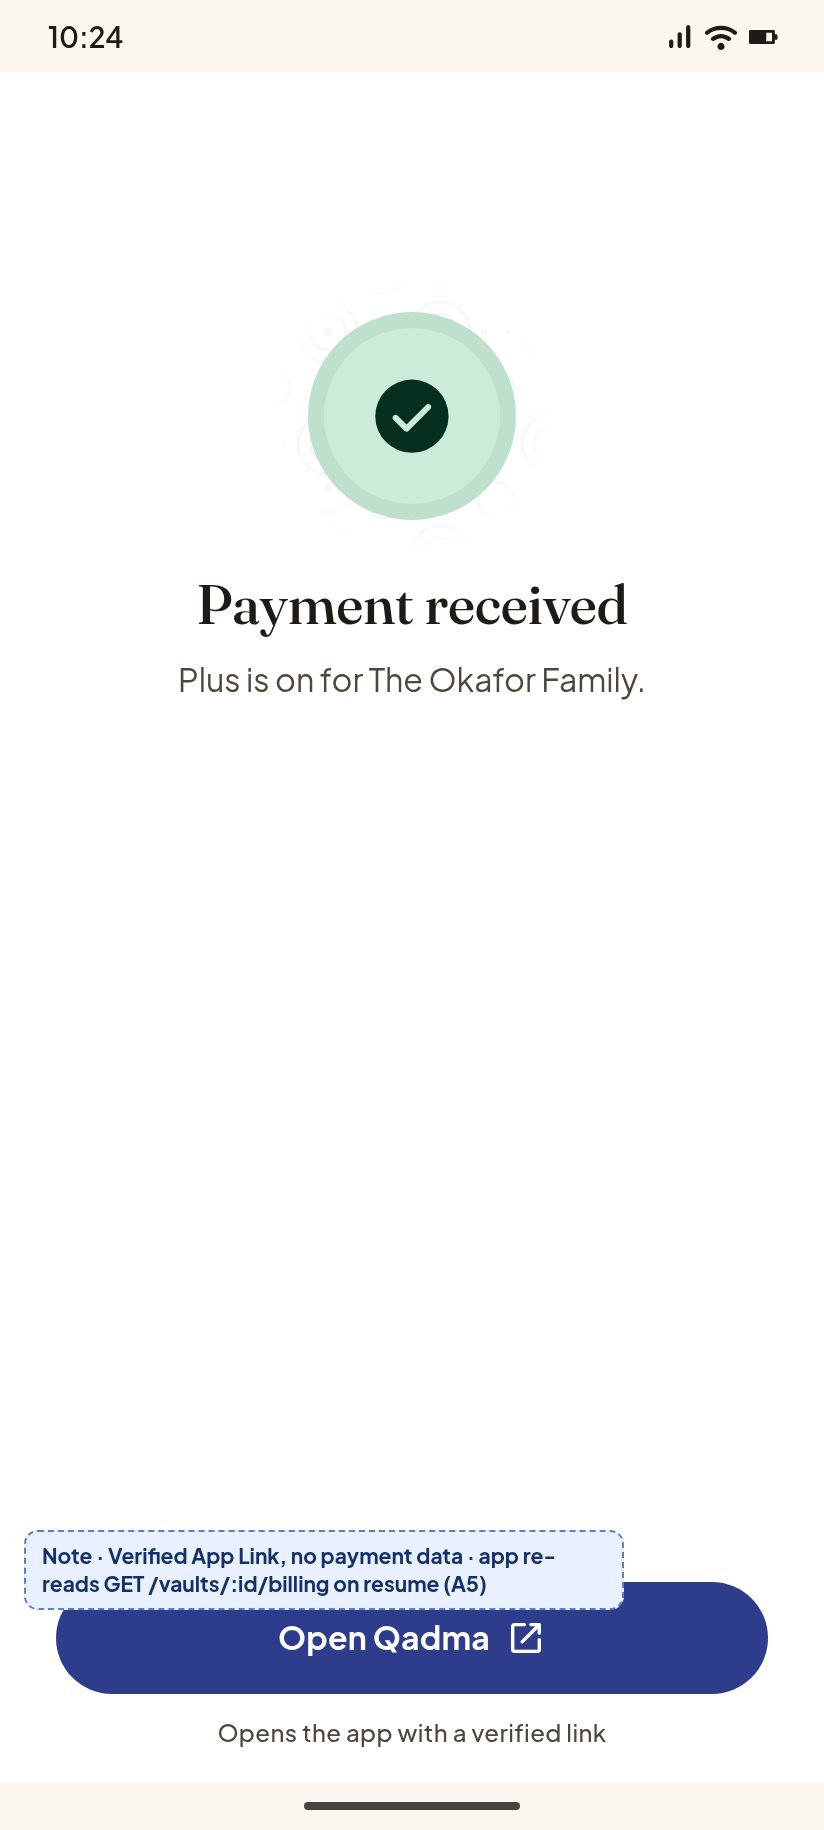 10:24
Payment received
Plus is on for The Okafor Family.
Note · Verified App Link, no payment data · app re-
reads GET /vaults/:id/billing on resume (A5)
Open Qadma
Opens the app with a verified link